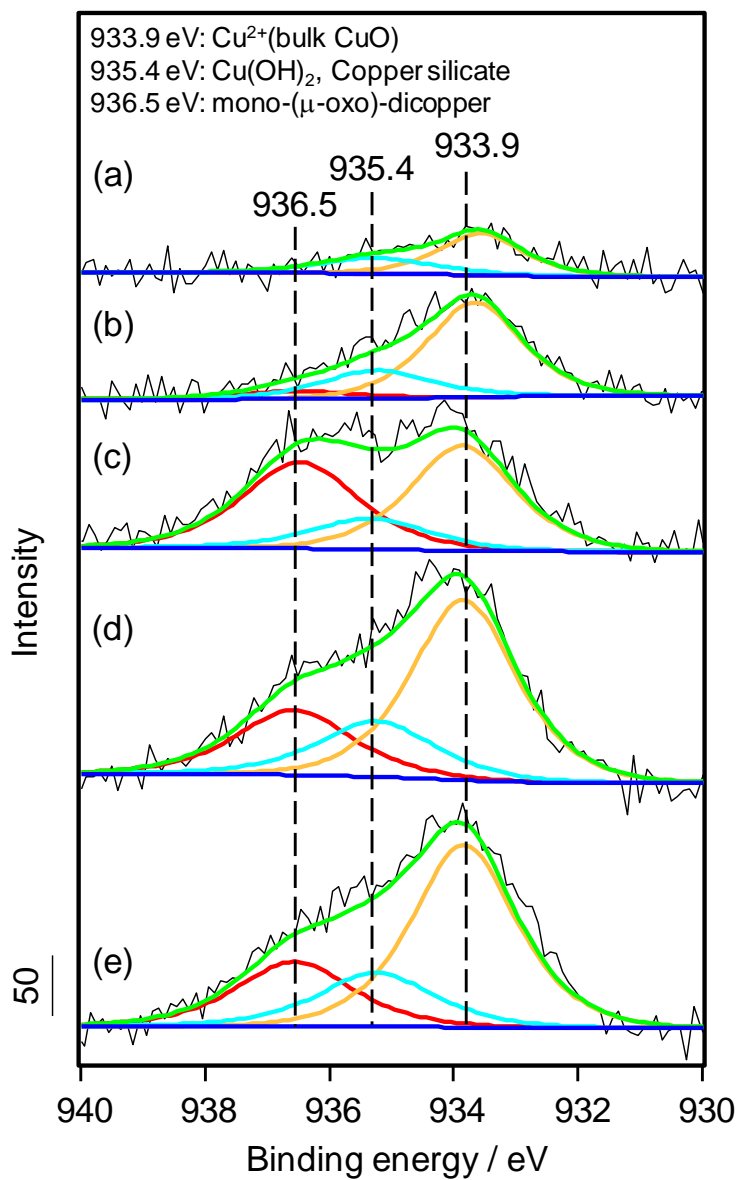 933.9 eV: Cu²⁺(bulk CuO)
935.4 eV: Cu(OH)₂, Copper silicate
936.5 eV: mono-(μ-oxo)-dicopper
(a)
933.9
935.4
936.5
(b)
(c)
(d)
(e)
Intensity
50
940 938 936 934 932 930
Binding energy / eV